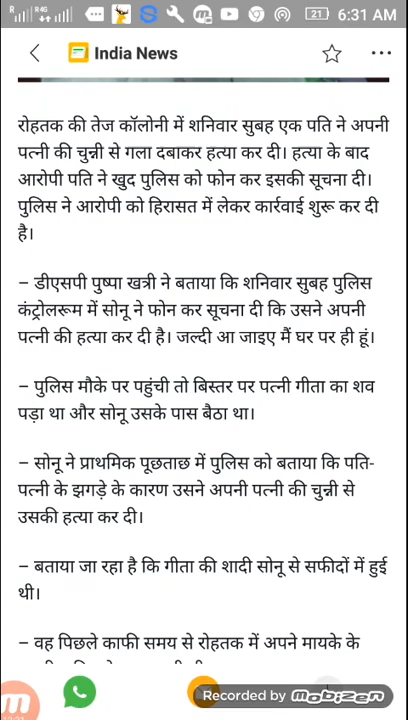 R R4G 21 6:31 AM
India News
रोहतक की तेज कॉलोनी में शनिवार सुबह एक पति ने अपनी
पत्नी की चुन्नी से गला दबाकर हत्या कर दी। हत्या के बाद
आरोपी पति ने खुद पुलिस को फोन कर इसकी सूचना दी।
पुलिस ने आरोपी को हिरासत में लेकर कार्रवाई शुरू कर दी
है।
– डीएसपी पुष्पा खत्री ने बताया कि शनिवार सुबह पुलिस
कंट्रोलरूम में सोनू ने फोन कर सूचना दी कि उसने अपनी
पत्नी की हत्या कर दी है। जल्दी आ जाइए मैं घर पर ही हूं।
– पुलिस मौके पर पहुंची तो बिस्तर पर पत्नी गीता का शव
पड़ा था और सोनू उसके पास बैठा था।
– सोनू ने प्राथमिक पूछताछ में पुलिस को बताया कि पति-
पत्नी के झगड़े के कारण उसने अपनी पत्नी की चुन्नी से
उसकी हत्या कर दी।
– बताया जा रहा है कि गीता की शादी सोनू से सफीदों में हुई
थी।
– वह पिछले काफी समय से रोहतक में अपने मायके के
Recorded by mobizen